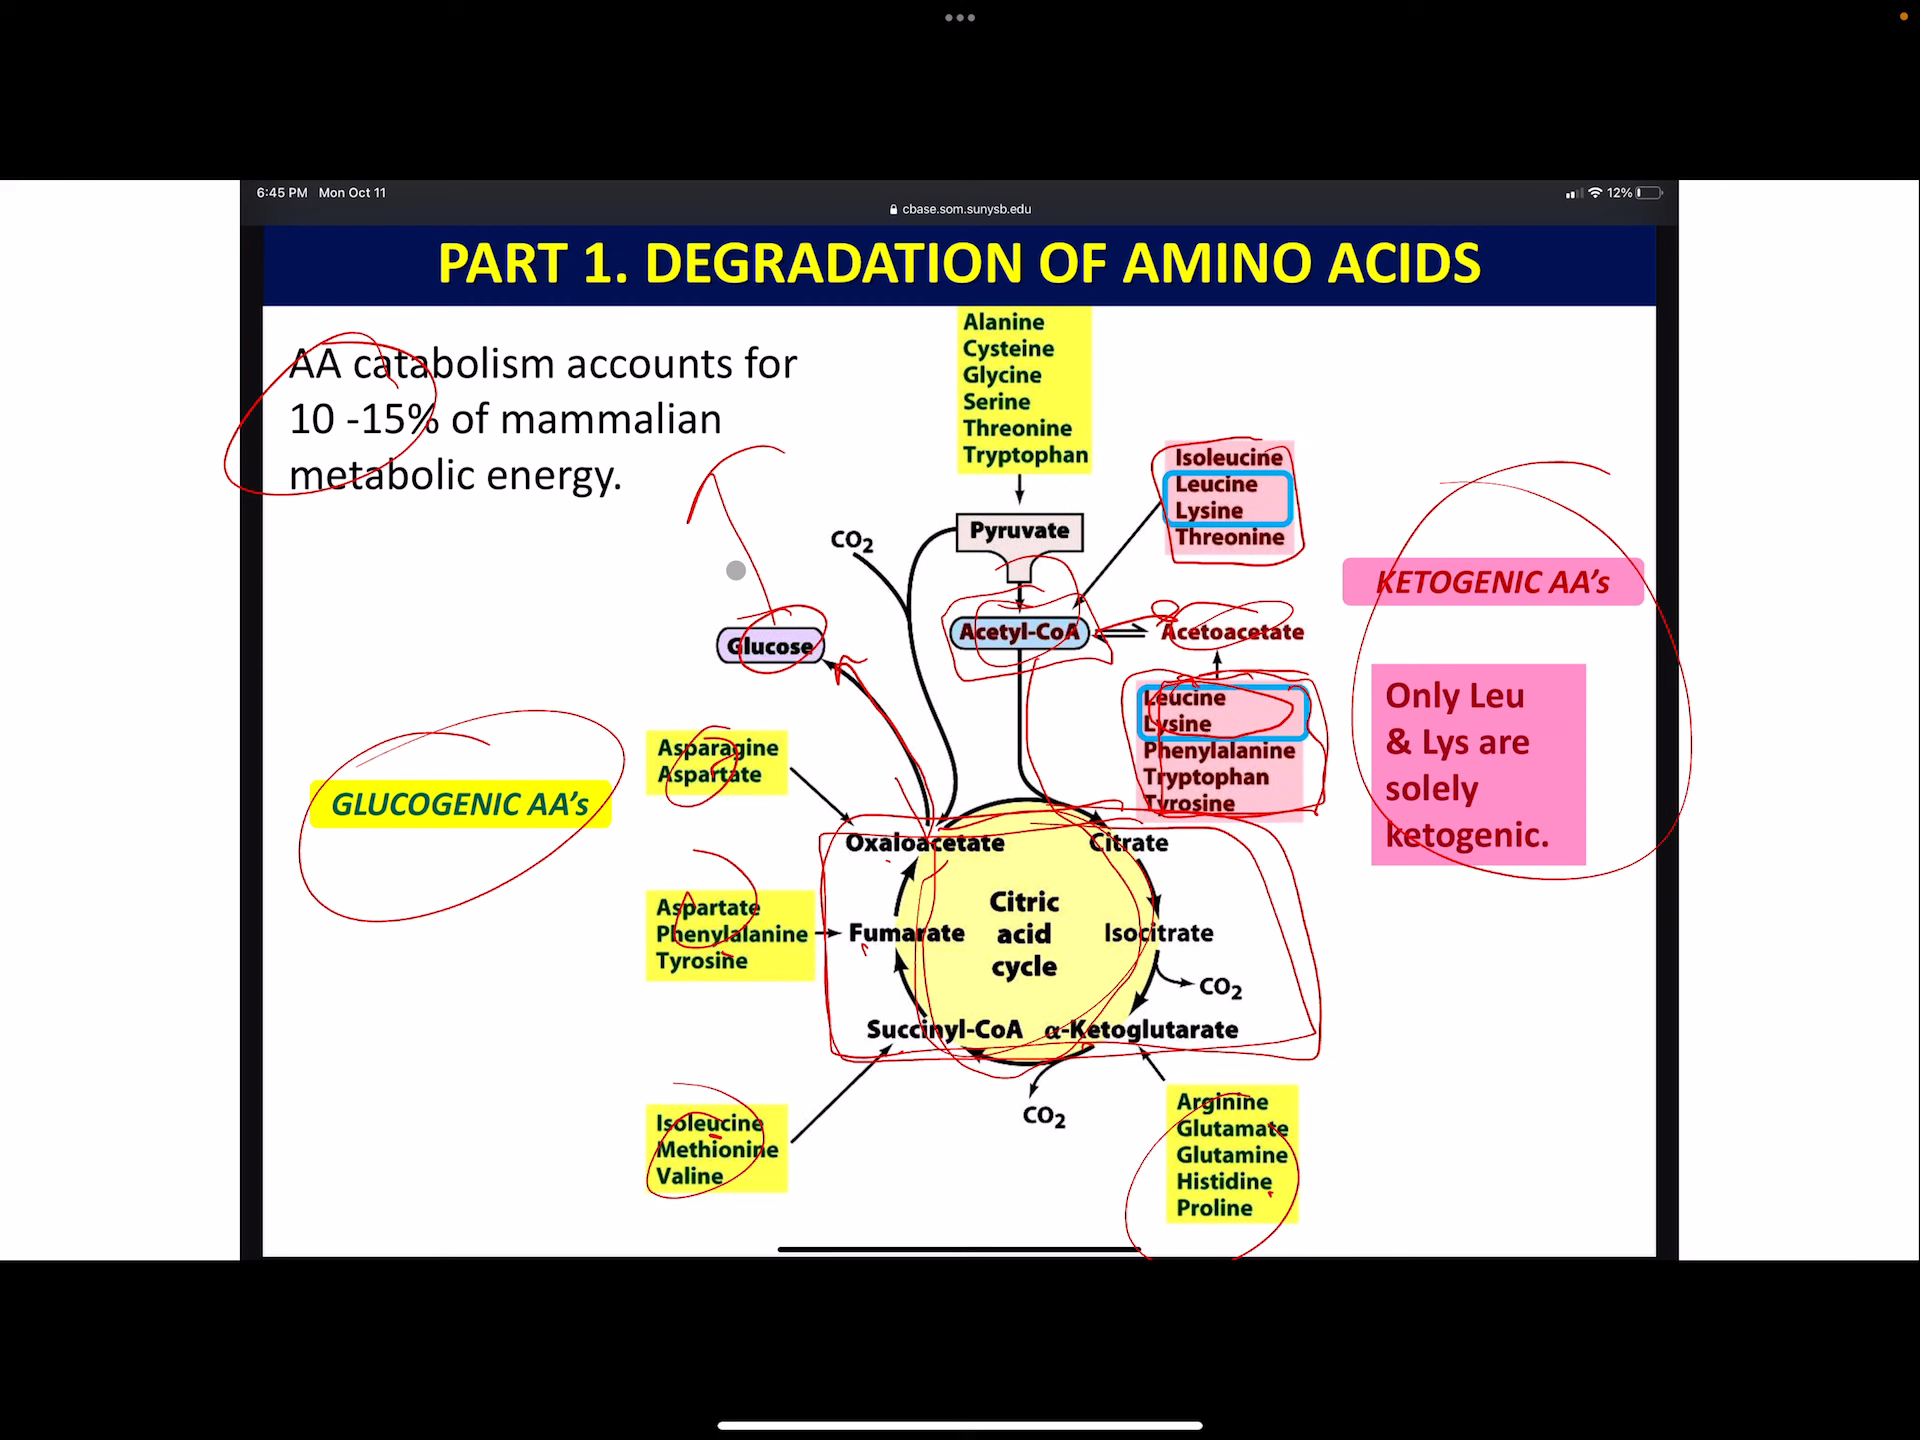 6:45 PM Mon Oct 11
12%
cbase.som.sunysb.edu
PART 1. DEGRADATION OF AMINO ACIDS
AA catabolism accounts for
10 -15% of mammalian
metabolic energy.
Alanine
Cysteine
Glycine
Serine
Threonine
Tryptophan
Isoleucine
Leucine
Lysine
Threonine
Pyruvate
CO2
KETOGENIC AA’s
Glucose
Acetyl-CoA
Acetoacetate
Leucine
Lysine
Phenylalanine
Tryptophan
Tyrosine
Only Leu
& Lys are
solely
ketogenic.
GLUCOGENIC AA’s
Asparagine
Aspartate
Oxaloacetate
Citrate
Aspartate
Phenylalanine
Tyrosine
Fumarate
Citric
acid
cycle
Isocitrate
CO2
Succinyl-CoA
α-Ketoglutarate
CO2
Isoleucine
Methionine
Valine
Arginine
Glutamate
Glutamine
Histidine
Proline